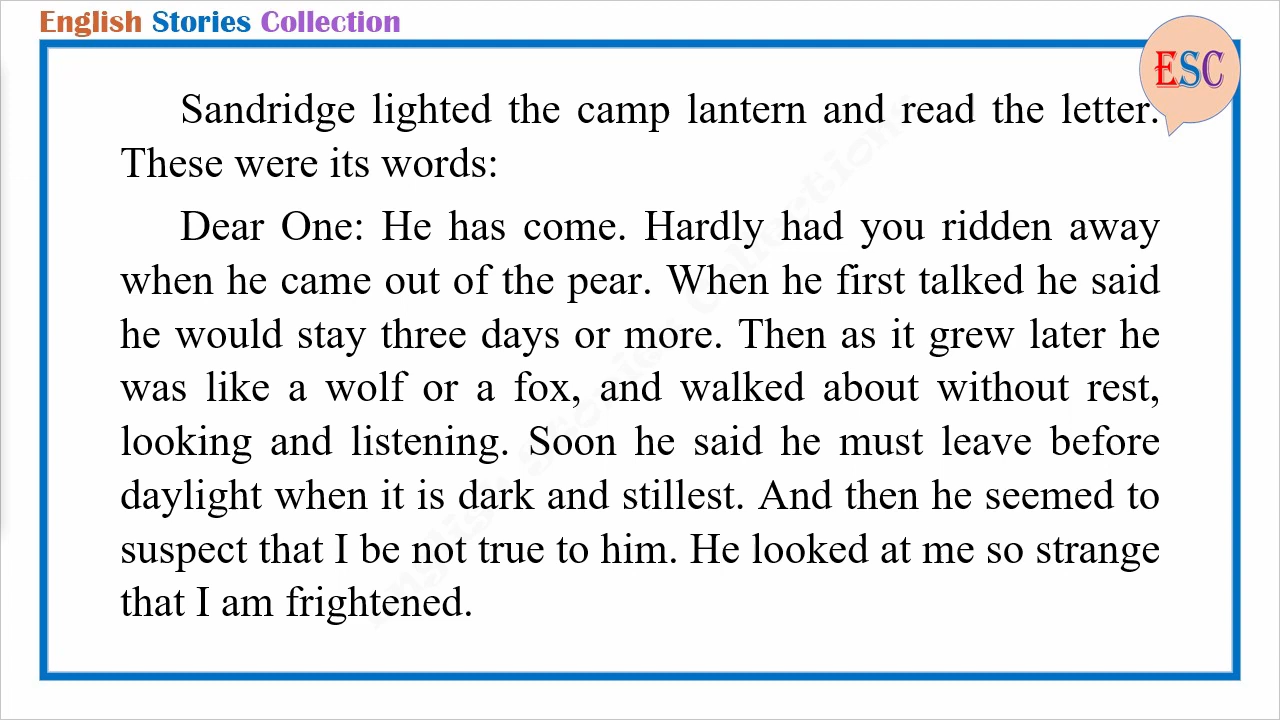 English Stories Collection
ESC
Sandridge lighted the camp lantern and read the letter.
These were its words:
Dear One: He has come. Hardly had you ridden away
when he came out of the pear. When he first talked he said
he would stay three days or more. Then as it grew later he
was like a wolf or a fox, and walked about without rest,
looking and listening. Soon he said he must leave before
daylight when it is dark and stillest. And then he seemed to
suspect that I be not true to him. He looked at me so strange
that I am frightened.
English Stories Collection